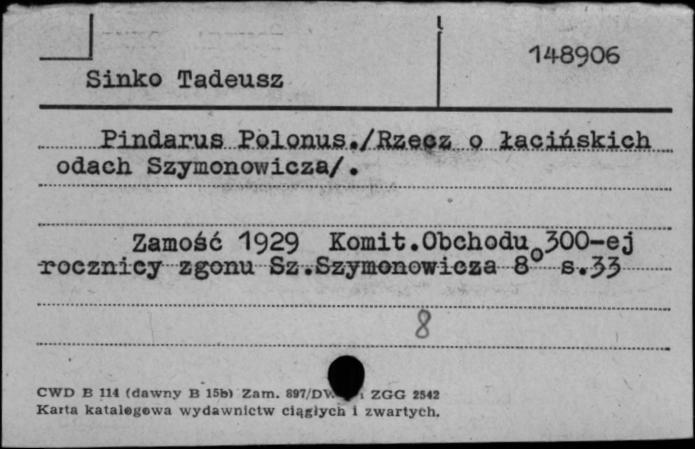 148906
Sinko Tadeusz
Pindarus Polonus./Rzecz o łacińskich
odach Szymonowicza/.
Zamość 1929 Komit.Obchodu 300-ej
rocznicy zgonu Sz.Szymonowicza 8° s.33
8
CWD B 114 (dawny B 15b) Zam. 897/ ZGG 2542
Karta katalogowa wydawnictw ciągłych i zwartych.